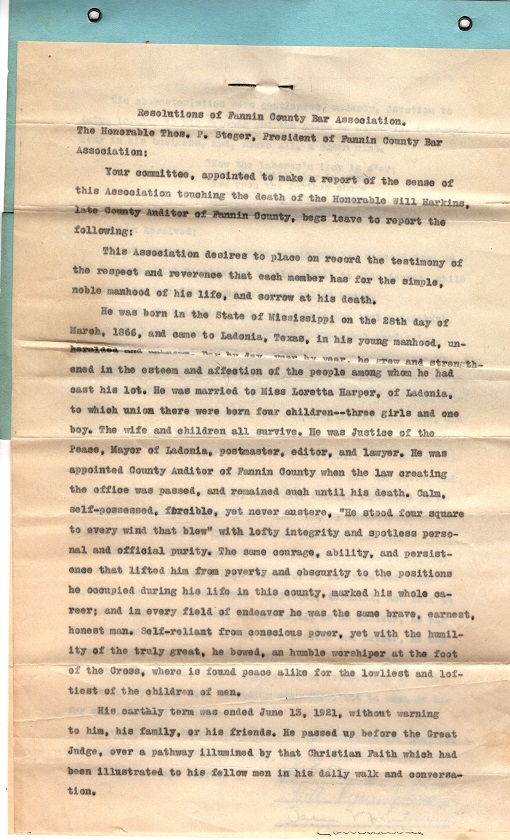 Resolutions of Fannin County Bar Association.
The Honorable Thos. P. Steger, President of Fannin County Bar
Association:
Your committee, appointed to make a report of the sense of
this Association touching the death of the Honorable Will Harkins,
late County Auditor of Fannin County, begs leave to report the
following:
This Association desires to place on record the testimony of
the respect and reverence that each member has for the simple,
noble manhood of his life, and sorrow at his death.
He was born in the State of Mississippi on the 28th day of
March, 1866, and came to Ladonia, Texas, in his young manhood, un-
heralded and unknown. Day by day, year by year, he grew and strength-
ened in the esteem and affection of the people among whom he had
cast his lot. He was married to Miss Loretta Harper, of Ladonia,
to which union there were born four children--three girls and one
boy. The wife and children all survive. He was Justice of the
Peace, Mayor of Ladonia, postmaster, editor, and lawyer. He was
appointed County Auditor of Fannin County when the law creating
the office was passed, and remained such until his death. Calm,
self-possessed, forcible, yet never austere, "He stood four square
to every wind that blew" with lofty integrity and spotless perso-
nal and official purity. The same courage, ability, and persist-
ence that lifted him from poverty and obscurity to the positions
he occupied during his life in this county, marked his whole ca-
reer; and in every field of endeavor he was the same brave, earnest,
honest man. Self-reliant from conscious power, yet with the humil-
ity of the truly great, he bowed, an humble worshiper at the foot
of the Cross, where is found peace alike for the lowliest and lof-
tiest of the children of men.
His earthly term was ended June 13, 1921, without warning
to him, his family, or his friends. He passed up before the Great
Judge, over a pathway illumined by that Christian Faith which had
been illustrated to his fellow men in his daily walk and conversa-
tion.